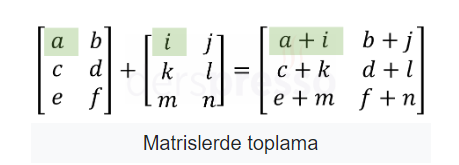 [a b] + [i j] = [a + i b + j]
[c d] + [k l] = [c + k d + l]
[e f] + [m n] = [e + m f + n]
Matrislerde toplama